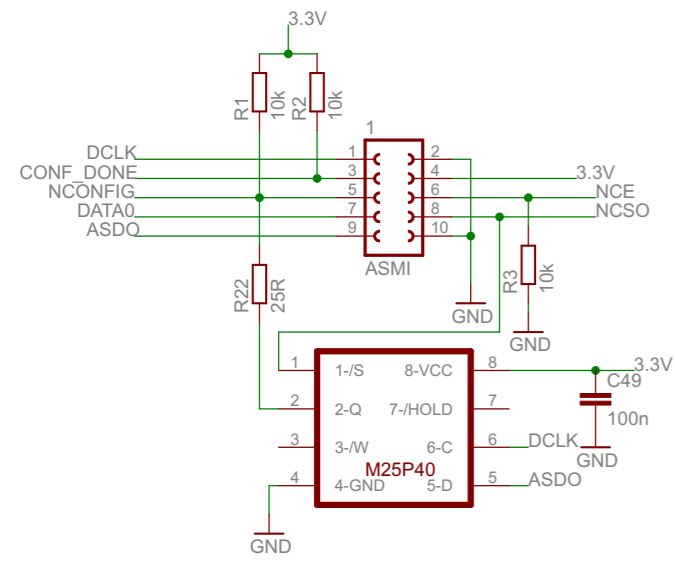 3.3V
R1
10k
R2
10k
1
DCLK
1
2
CONF_DONE
3
4
3.3V
NCONFIG
5
6
NCE
DATA0
7
8
NCSO
ASDO
9
10
ASMI
R22
25R
R3
10k
GND
GND
1
1-/S
8-VCC
8
3.3V
C49
100n
2
2-Q
7-/HOLD
7
3
3-/W
6-C
6
DCLK
GND
M25P40
4
4-GND
5-D
5
ASDO
GND